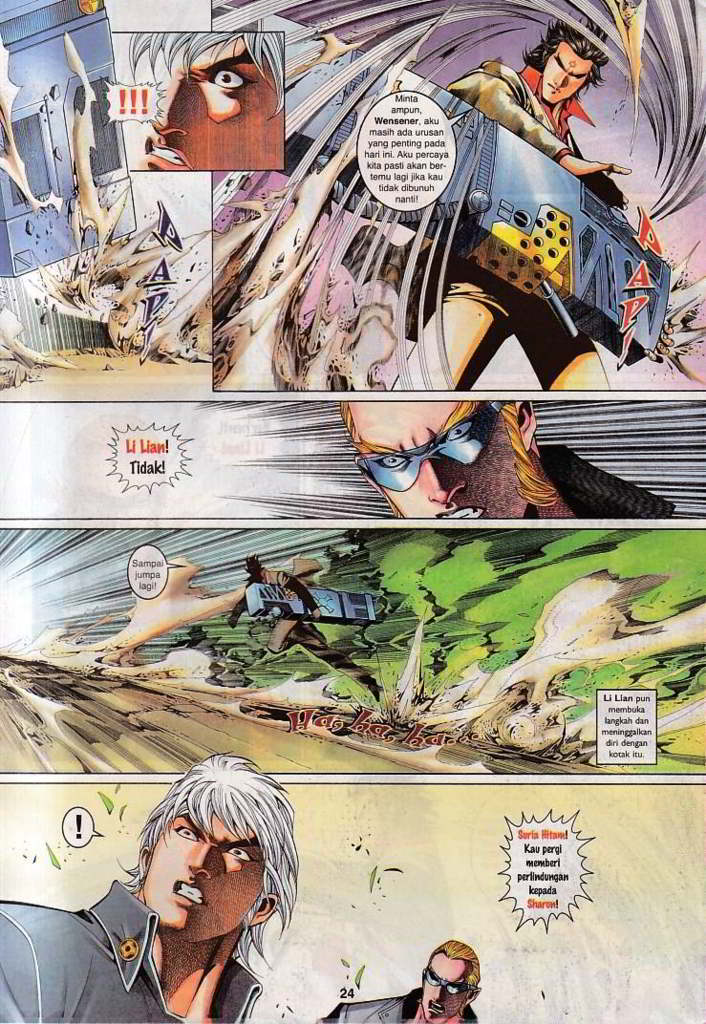 !!!
Minta
ampun,
Wensener, aku
masih ada urusan
yang penting pada
hari ini. Aku percaya
kita pasti akan ber-
temu lagi jika kita
tidak dibunuh
nanti!
PAP!
PAP!
Li Lian!
Tidak!
Sampai
jumpa
lagi!
Ha, ha, ha...
Li Lian pun
membuka
langkah dan
meninggalkan
diri dengan
kotak itu.
!
Seria Hitam!
Kau pergi
memberi
perlindungan
kepada
Sharon!
24